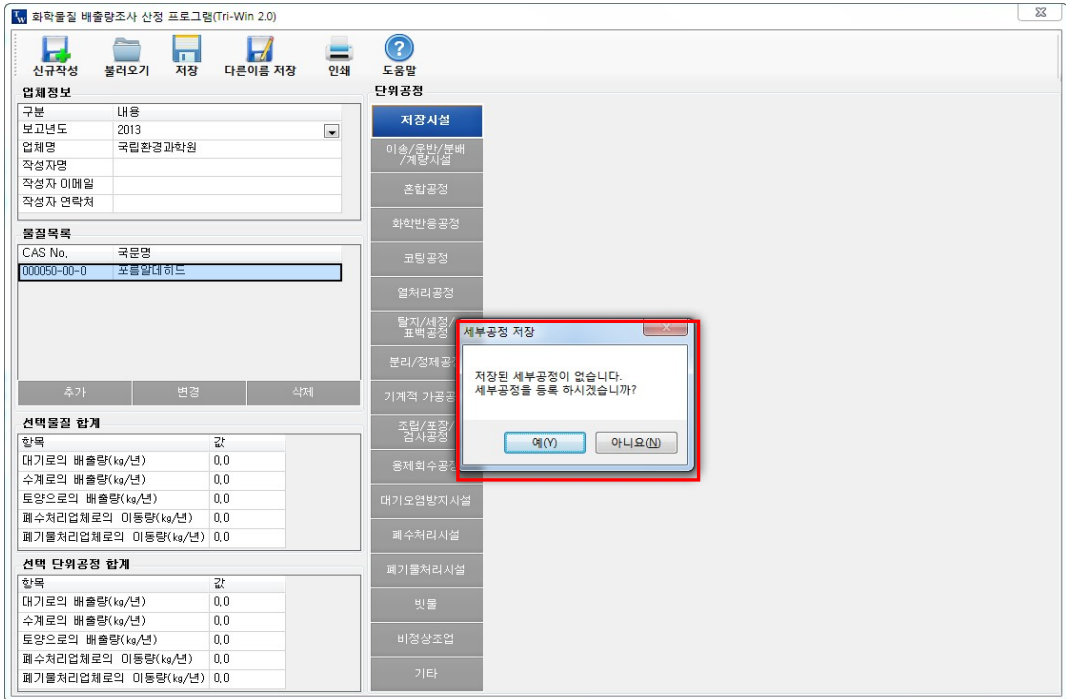 화학물질 배출량조사 산정 프로그램(Tri-Win 2.0)
신규작성 불러오기 저장 다른이름 저장 인쇄 도움말
업체정보
구분 내용
보고년도 2013
업체명 국립환경과학원
작성자명
작성자 이메일
작성자 연락처
물질목록
CAS No. 국문명
000050-00-0 포름알데히드
추가 변경 삭제
선택물질 합계
항목 값
대기로의 배출량(kg/년) 0.0
수계로의 배출량(kg/년) 0.0
토양으로의 배출량(kg/년) 0.0
폐수처리업체로의 이동량(kg/년) 0.0
폐기물처리업체로의 이동량(kg/년) 0.0
선택 단위공정 합계
항목 값
대기로의 배출량(kg/년) 0.0
수계로의 배출량(kg/년) 0.0
토양으로의 배출량(kg/년) 0.0
폐수처리업체로의 이동량(kg/년) 0.0
폐기물처리업체로의 이동량(kg/년) 0.0
단위공정
저장시설
이송/운반/분배
/계량시설
혼합공정
화학반응공정
코팅공정
열처리공정
탈지/세정/
표백공정
분리/정제공
기계적 가공공
조립/포장/
검사공정
용제회수공
대기오염방지시설
폐수처리시설
폐기물처리시설
빗물
비정상조업
기타
세부공정 저장
저장된 세부공정이 없습니다.
세부공정을 등록 하시겠습니까?
예(Y) 아니요(N)